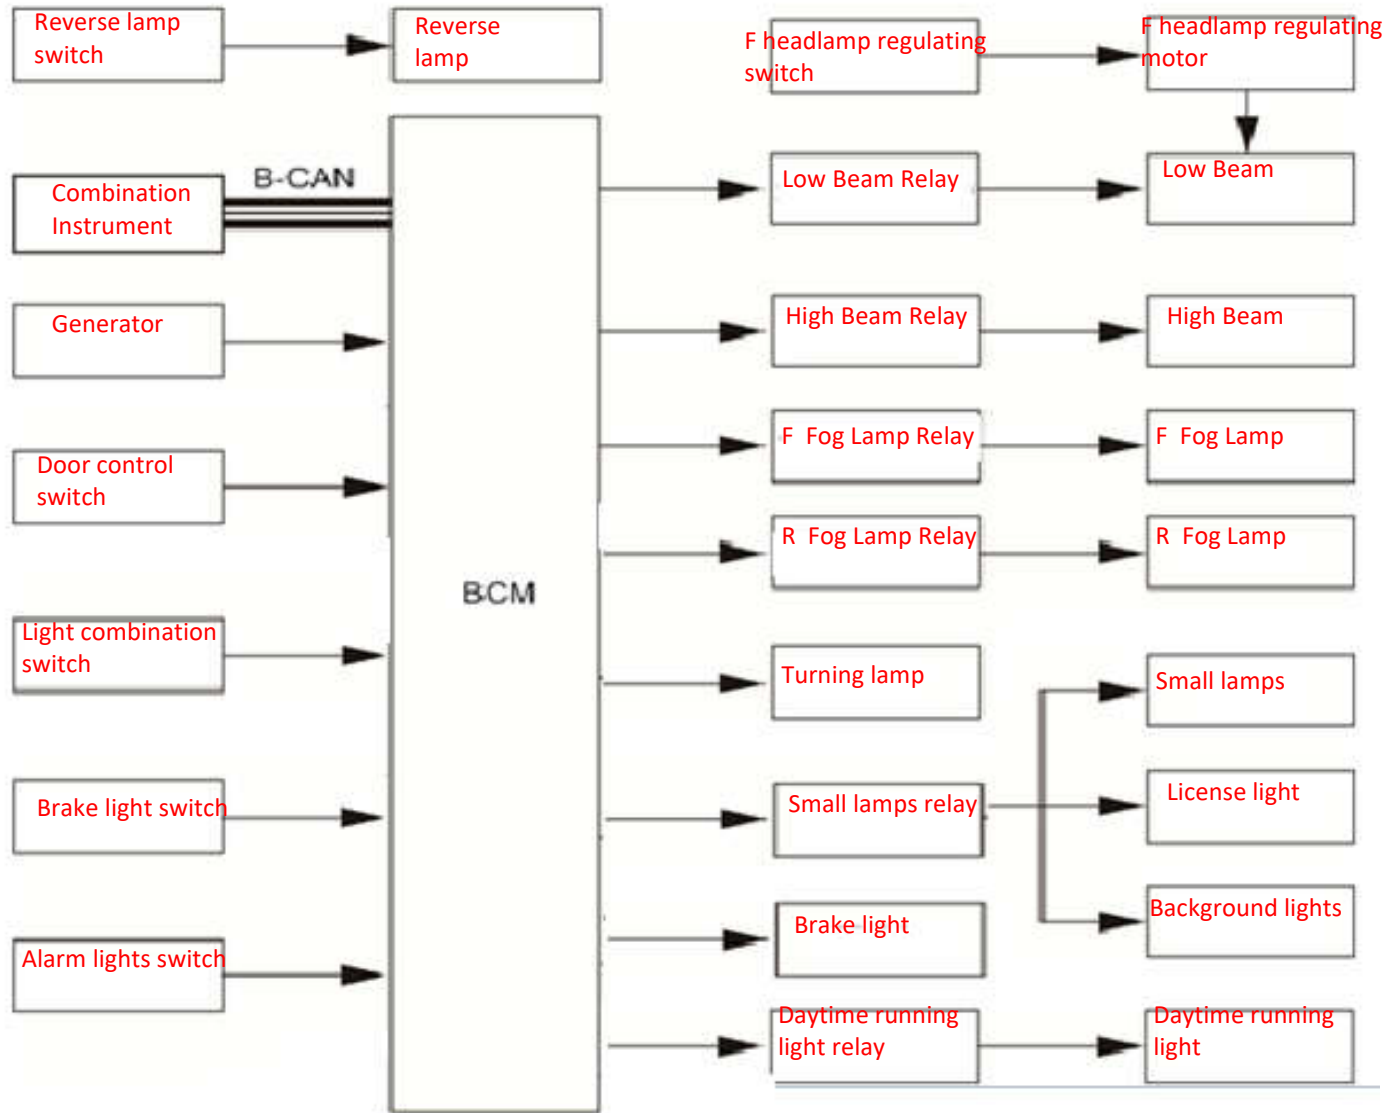 Reverse lamp
switch
Reverse
lamp
F headlamp regulating
switch
F headlamp regulating
motor
B-CAN
Combination
Instrument
Low Beam Relay
Low Beam
Generator
High Beam Relay
High Beam
Door control
switch
F Fog Lamp Relay
F Fog Lamp
R Fog Lamp Relay
R Fog Lamp
BCM
Light combination
switch
Turning lamp
Small lamps
Brake light switch
Small lamps relay
License light
Alarm lights switch
Brake light
Background lights
Daytime running
light relay
Daytime running
light